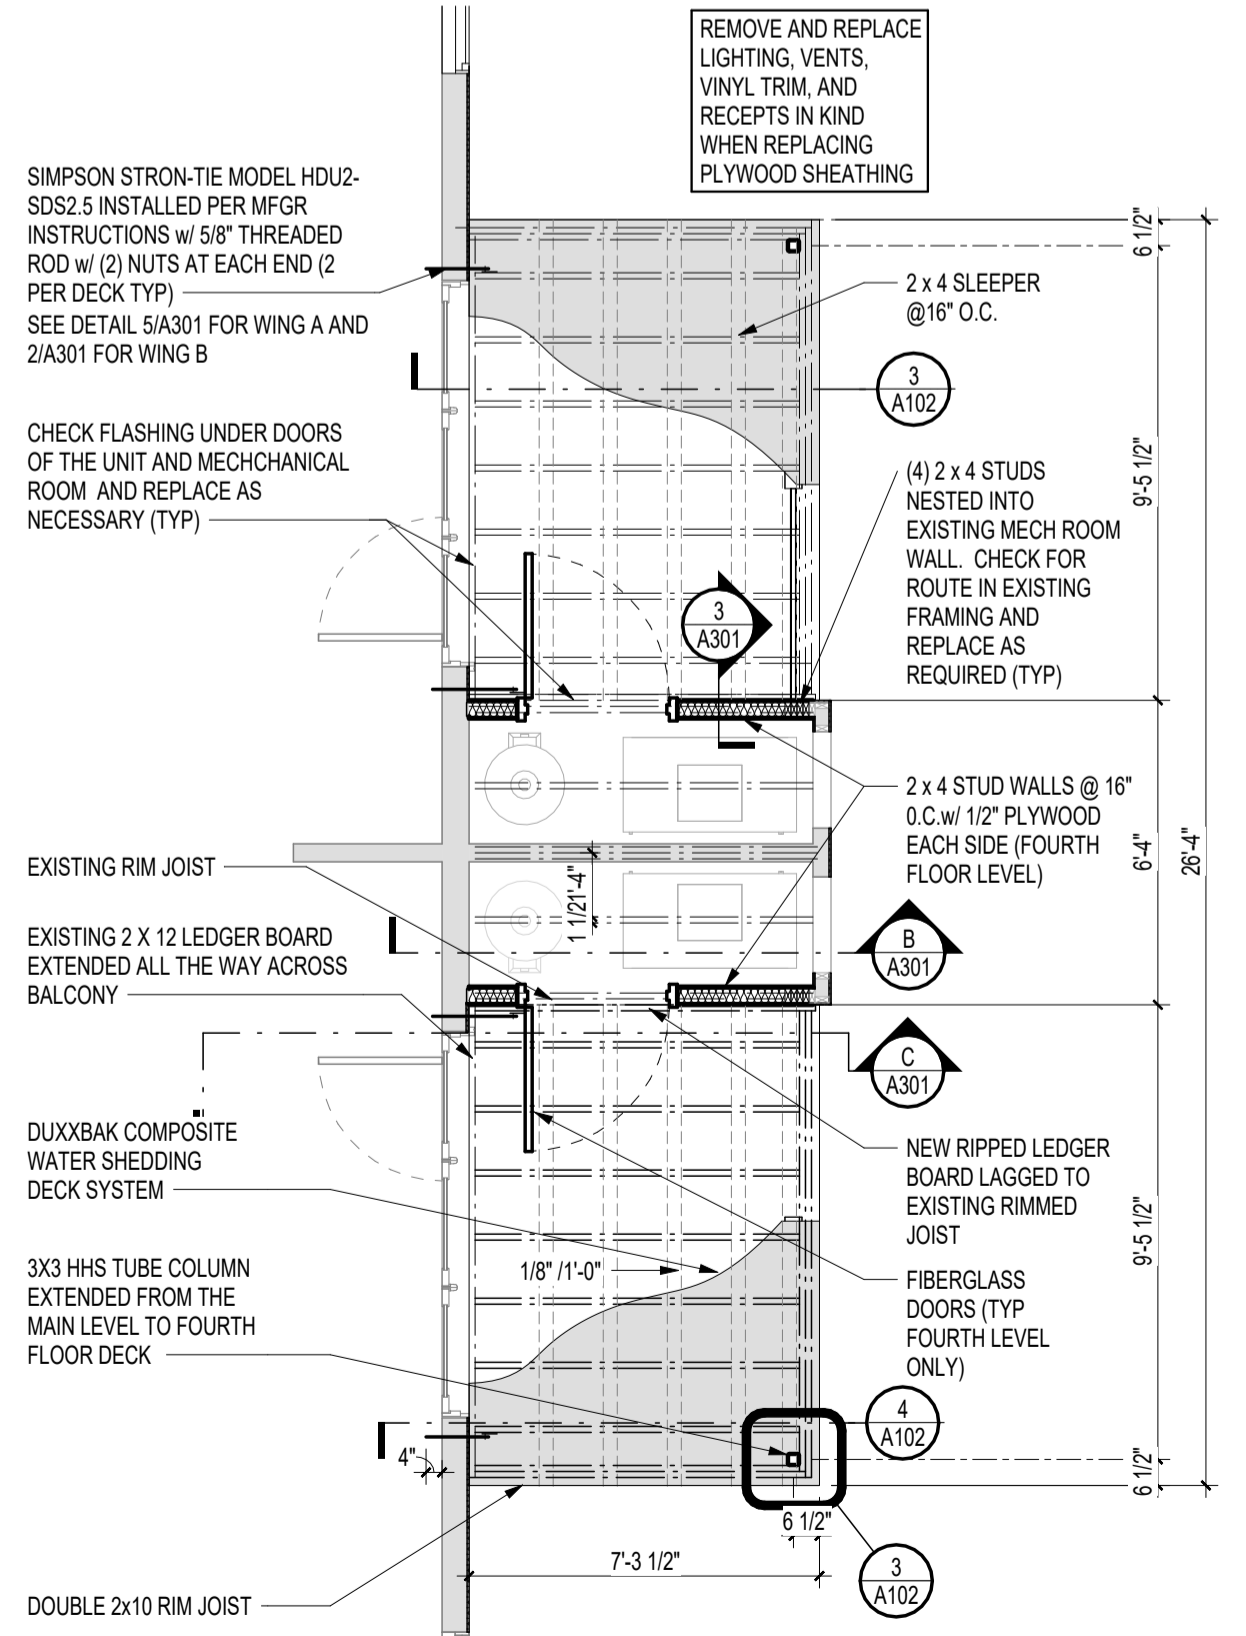 REMOVE AND REPLACE
LIGHTING, VENTS,
VINYL TRIM, AND
RECEPTS IN KIND
WHEN REPLACING
PLYWOOD SHEATHING
SIMPSON STRON-TIE MODEL HDU2-
SDS2.5 INSTALLED PER MFGR
INSTRUCTIONS w/ 5/8" THREADED
ROD w/ (2) NUTS AT EACH END (2
PER DECK TYP)
SEE DETAIL 5/A301 FOR WING A AND
2/A301 FOR WING B
6 1/2"
2 x 4 SLEEPER
@16" O.C.
3
A102
CHECK FLASHING UNDER DOORS
OF THE UNIT AND MECHCHANICAL
ROOM AND REPLACE AS
NECESSARY (TYP)
9'-5 1/2"
(4) 2 x 4 STUDS
NESTED INTO
EXISTING MECH ROOM
WALL. CHECK FOR
ROUTE IN EXISTING
FRAMING AND
REPLACE AS
REQUIRED (TYP)
3
A301
2 x 4 STUD WALLS @ 16"
0.C.w/ 1/2" PLYWOOD
EACH SIDE (FOURTH
FLOOR LEVEL)
6'-4"
26'-4"
EXISTING RIM JOIST
1 1/21'-4"
EXISTING 2 X 12 LEDGER BOARD
EXTENDED ALL THE WAY ACROSS
BALCONY
B
A301
C
A301
DUXXBAK COMPOSITE
WATER SHEDDING
DECK SYSTEM
NEW RIPPED LEDGER
BOARD LAGGED TO
EXISTING RIMMED
JOIST
9'-5 1/2"
3X3 HHS TUBE COLUMN
EXTENDED FROM THE
MAIN LEVEL TO FOURTH
FLOOR DECK
1/8" /1'-0"
FIBERGLASS
DOORS (TYP
FOURTH LEVEL
ONLY)
4
A102
4"
6 1/2"
6 1/2"
7'-3 1/2"
3
A102
DOUBLE 2x10 RIM JOIST